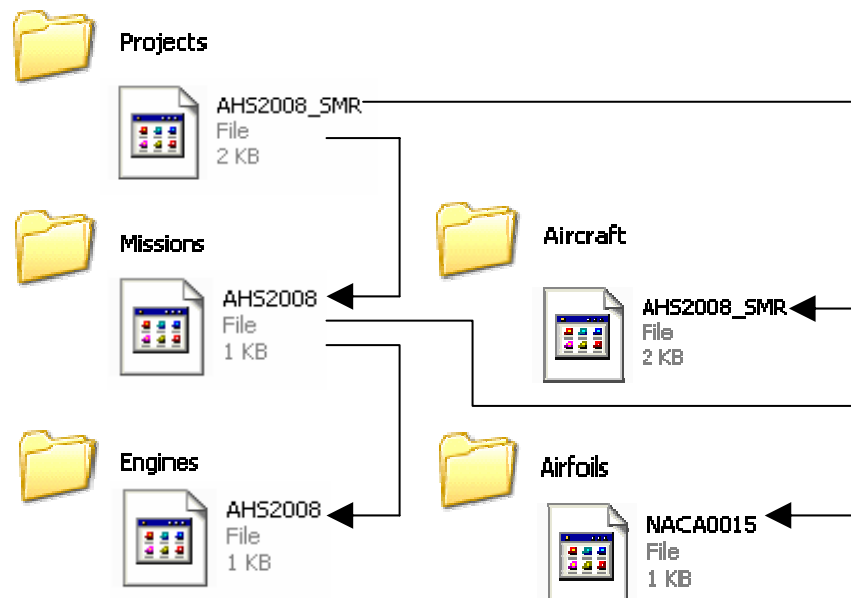 Projects
AHS2008_SMR
File
2 KB
Missions
AHS2008
File
1 KB
Engines
AHS2008
File
1 KB
Aircraft
AHS2008_SMR
File
2 KB
Airfoils
NACA0015
File
1 KB